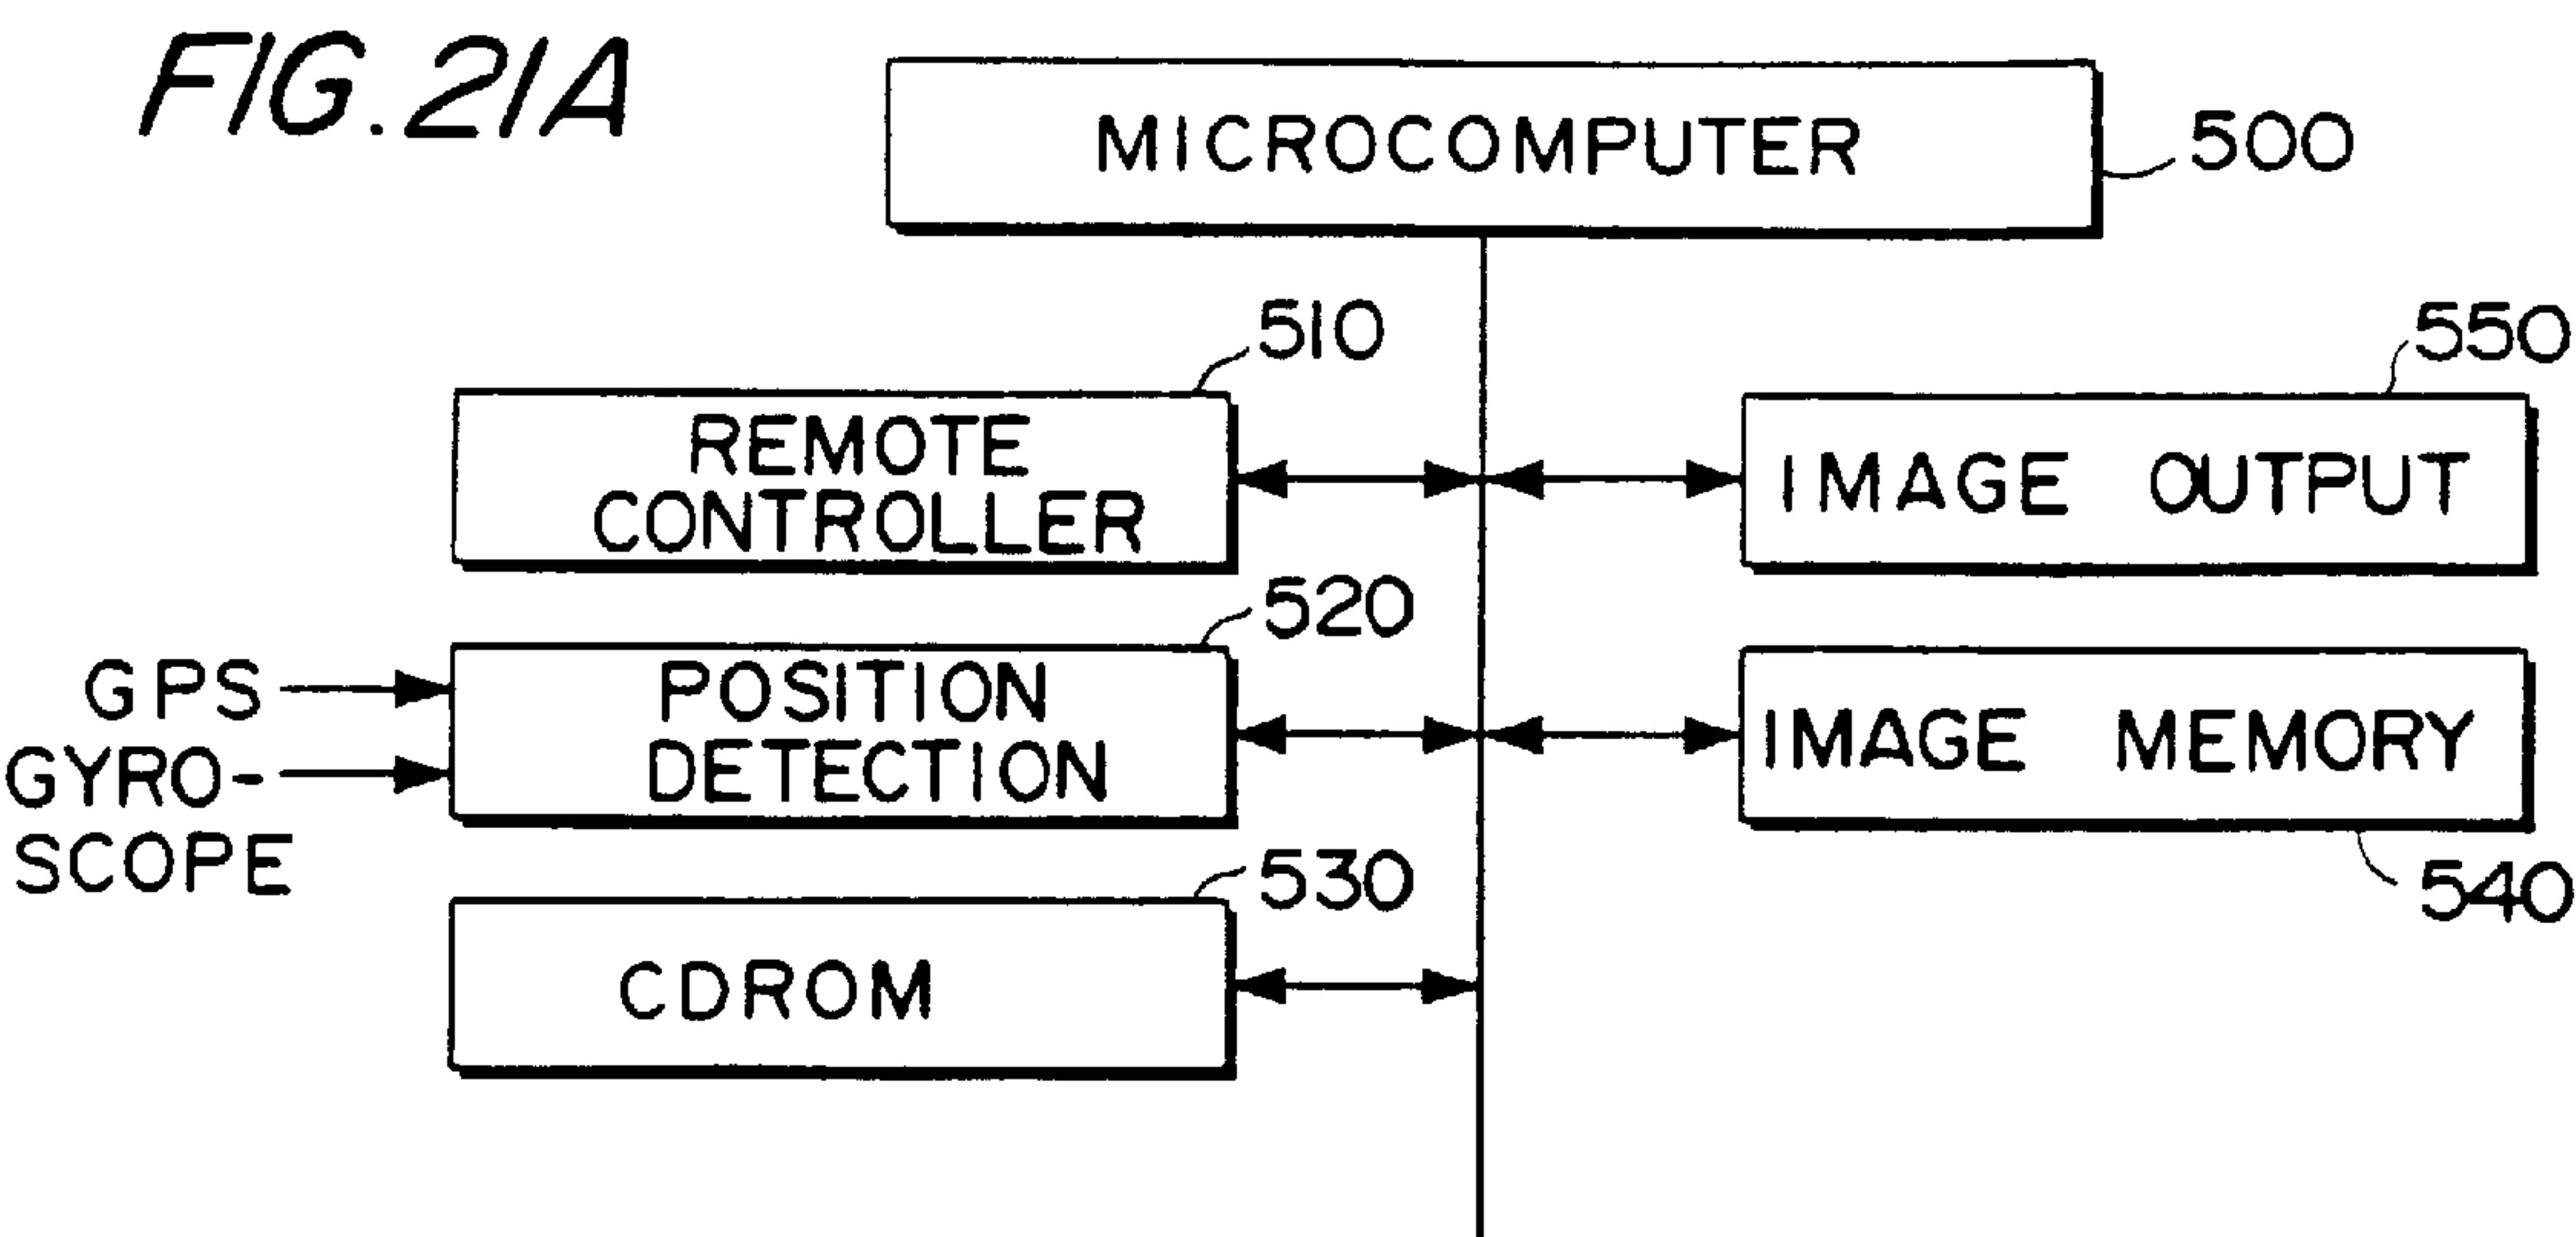 FIG.21A
MICROCOMPUTER
500
510
REMOTE
CONTROLLER
550
IMAGE OUTPUT
520
GPS
GYRO-
SCOPE
POSITION
DETECTION
IMAGE MEMORY
540
530
CDROM